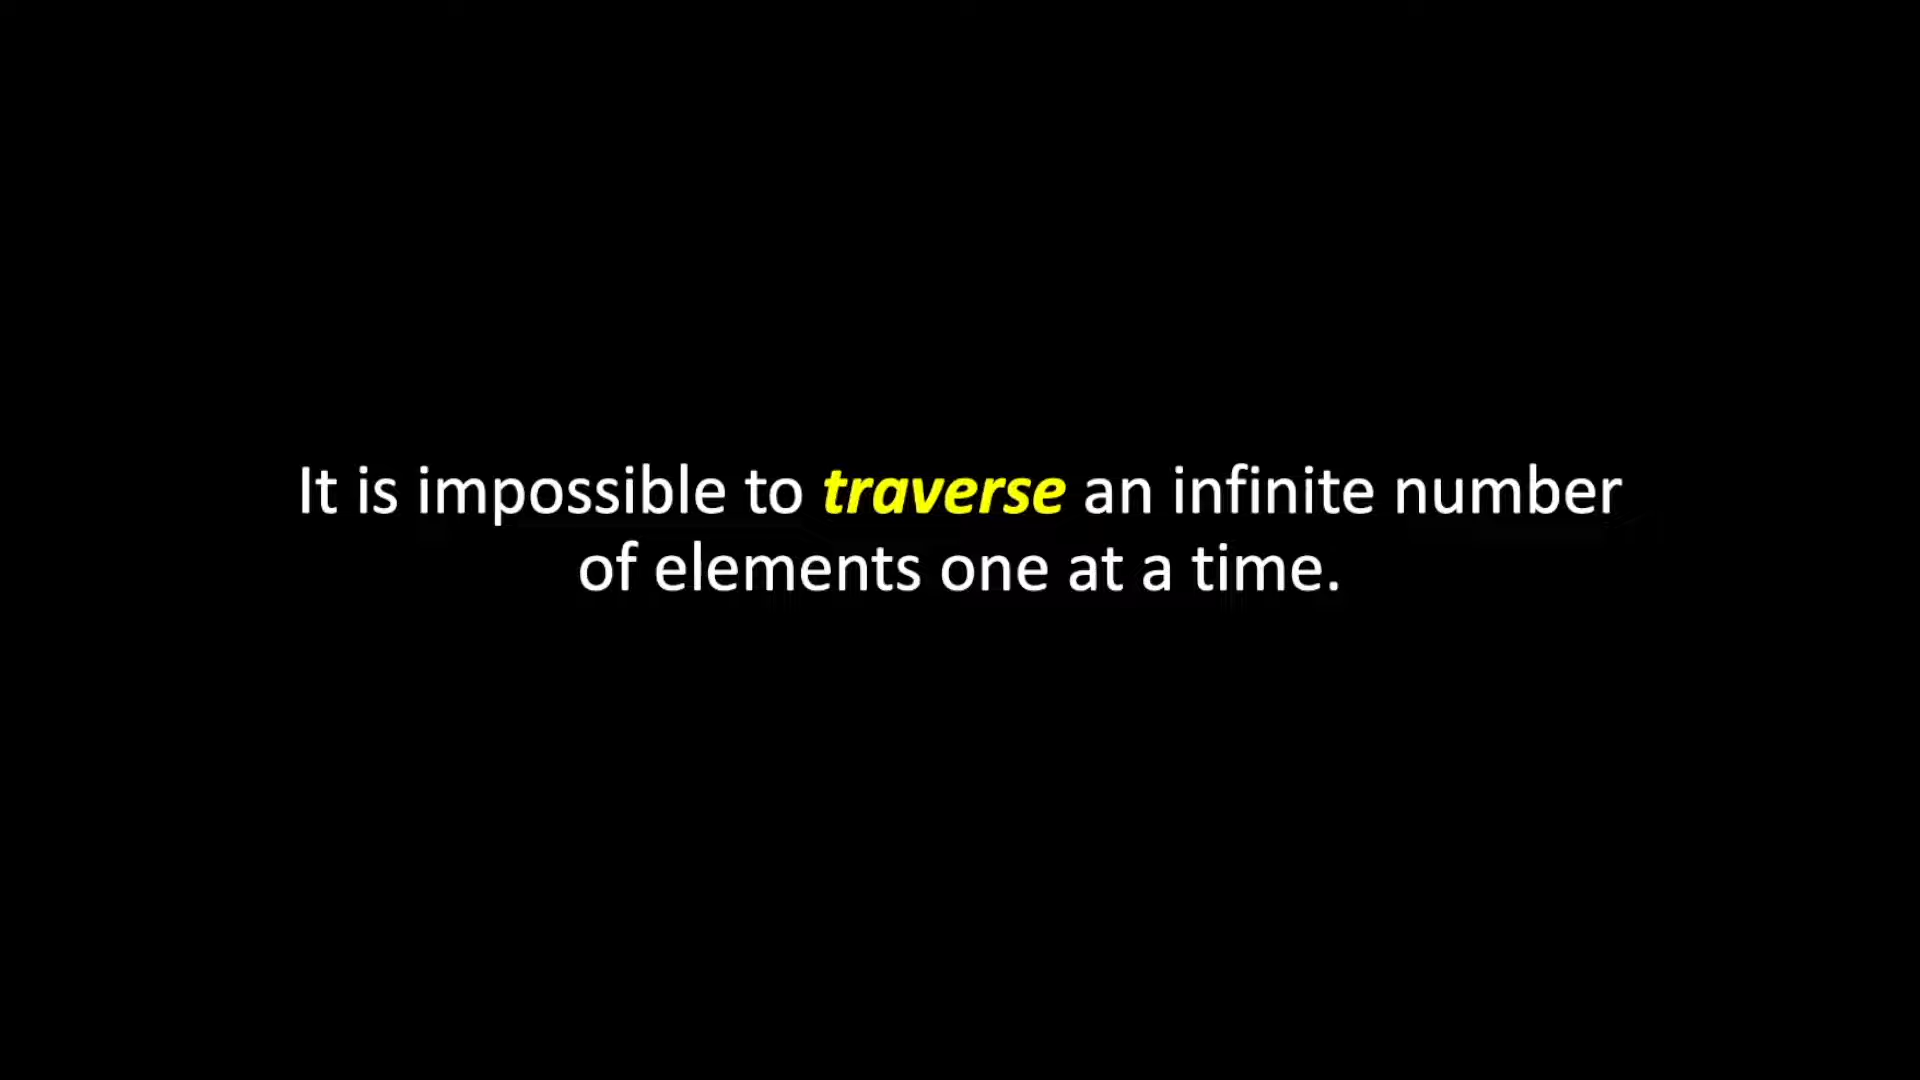 It is impossible to traverse an infinite number
of elements one at a time.